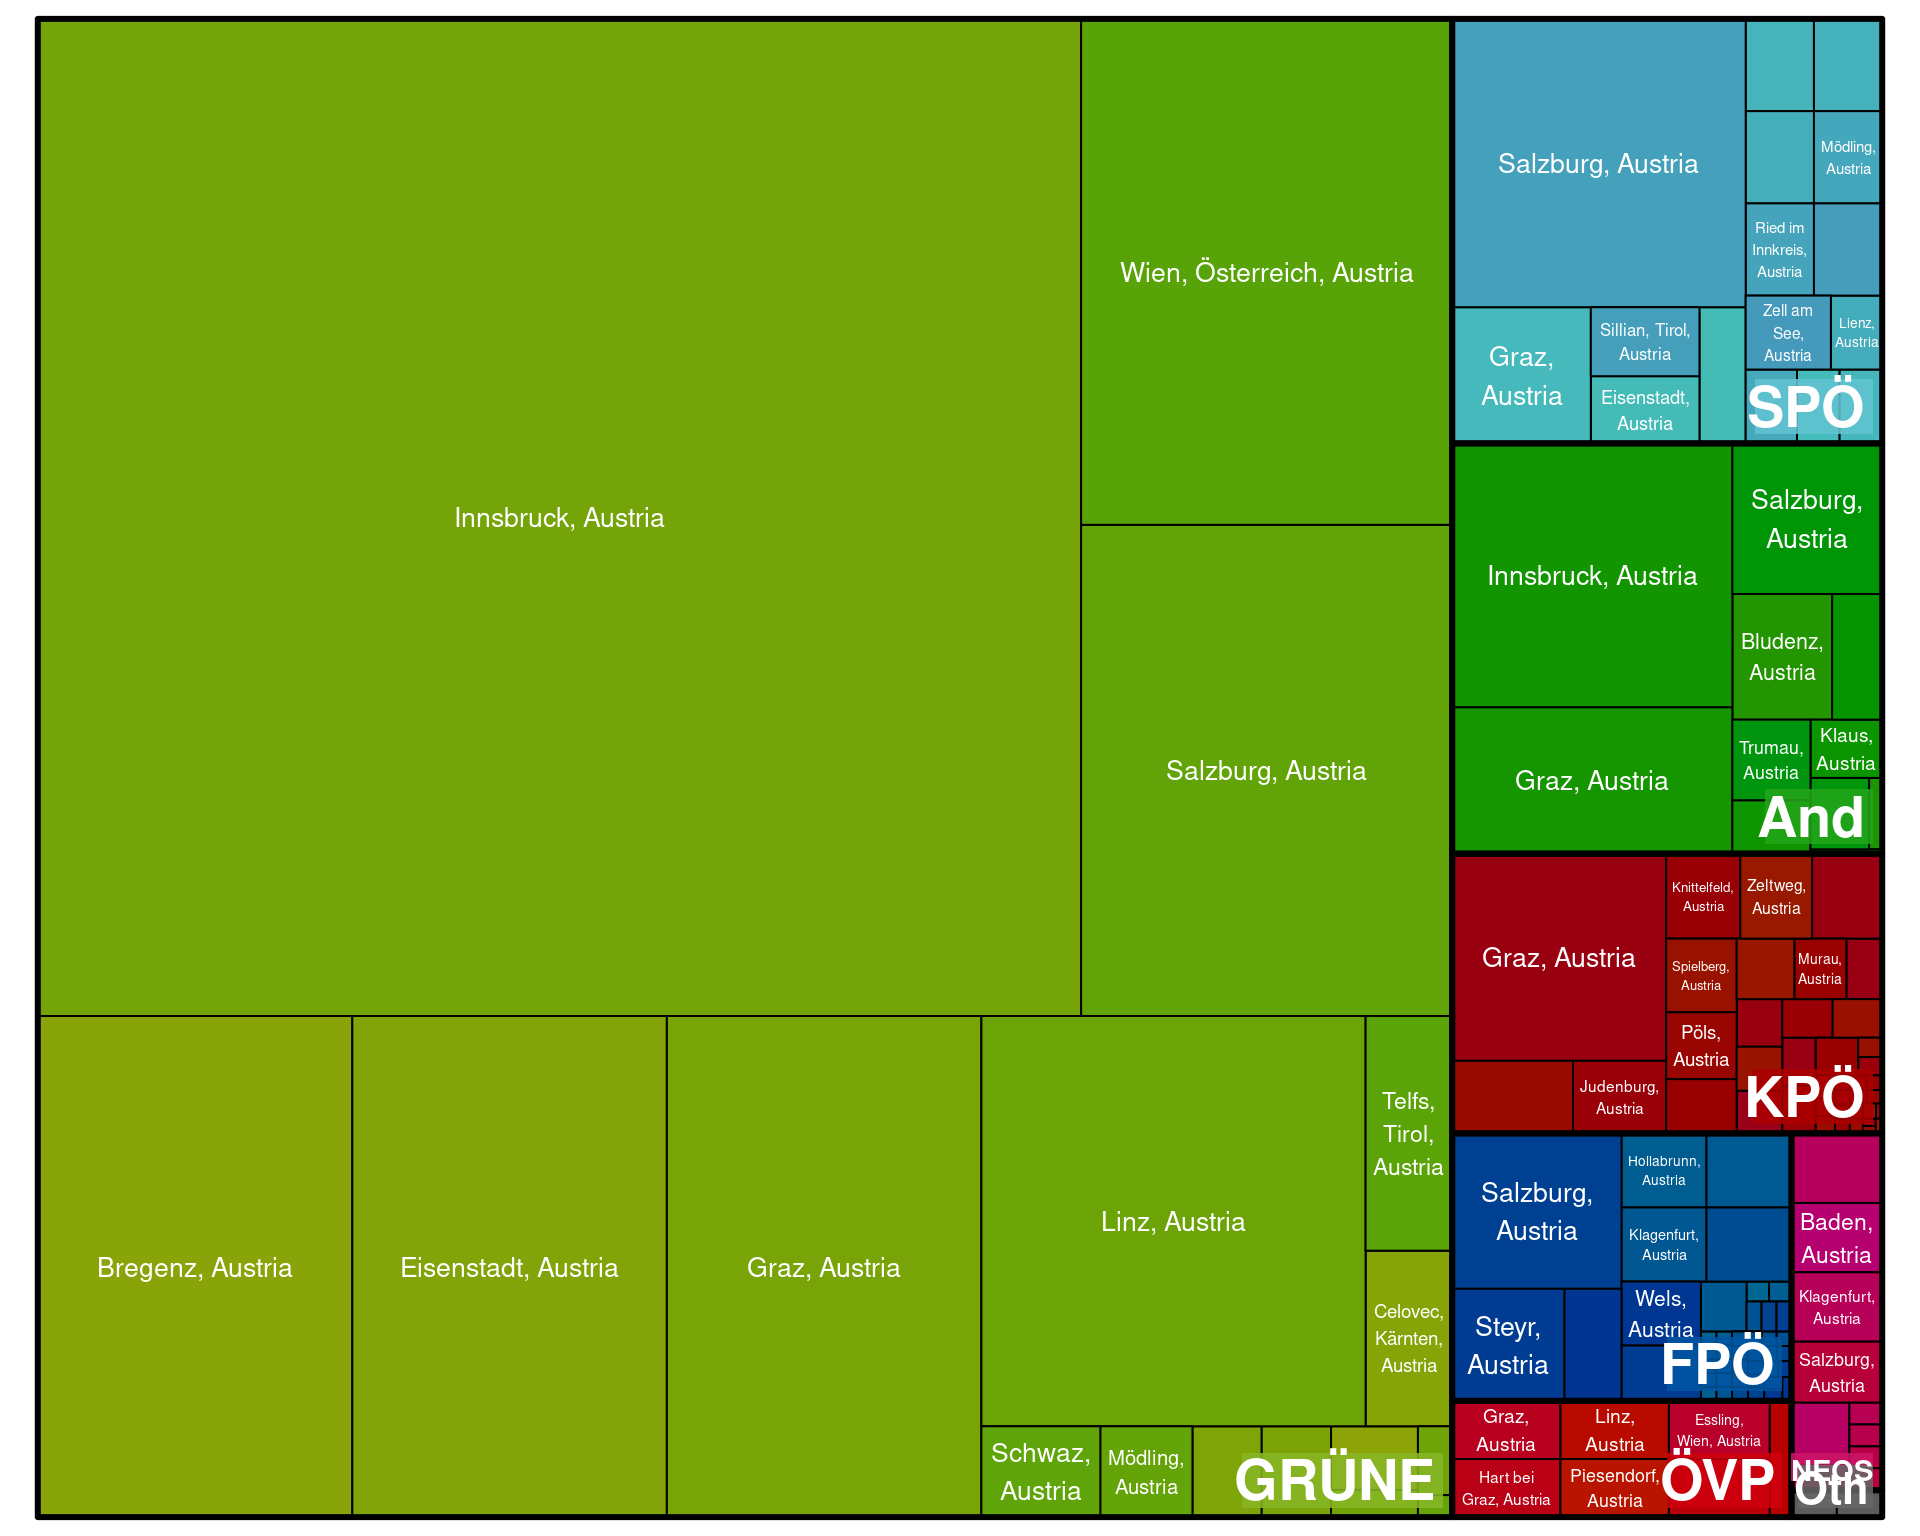 Innsbruck, Austria
Wien, Österreich, Austria
Salzburg, Austria
Bregenz, Austria
Eisenstadt, Austria
Graz, Austria
Linz, Austria
Telfs,
Tirol,
Austria
Celovec,
Kärnten,
Austria
Schwaz,
Austria
Mödling,
Austria
GRÜNE
Salzburg, Austria
Mödling,
Austria
Ried im
Innkreis,
Austria
Zell am
See,
Austria
Lienz,
Austria
Graz,
Austria
Sillian, Tirol,
Austria
Eisenstadt,
Austria
SPÖ
Innsbruck, Austria
Salzburg,
Austria
Bludenz,
Austria
Graz, Austria
Trumau,
Austria
Klaus,
Austria
And
Graz, Austria
Knittelfeld,
Austria
Zeltweg,
Austria
Spielberg,
Austria
Murau,
Austria
Pöls,
Austria
Judenburg,
Austria
KPÖ
Salzburg,
Austria
Hollabrunn,
Austria
Klagenfurt,
Austria
Steyr,
Austria
Wels,
Austria
FPÖ
Baden,
Austria
Klagenfurt,
Austria
Salzburg,
Austria
NEOS
Graz,
Austria
Linz,
Austria
Essling,
Wien, Austria
Hart bei
Graz, Austria
Piesendorf,
Austria
ÖVP
Oth